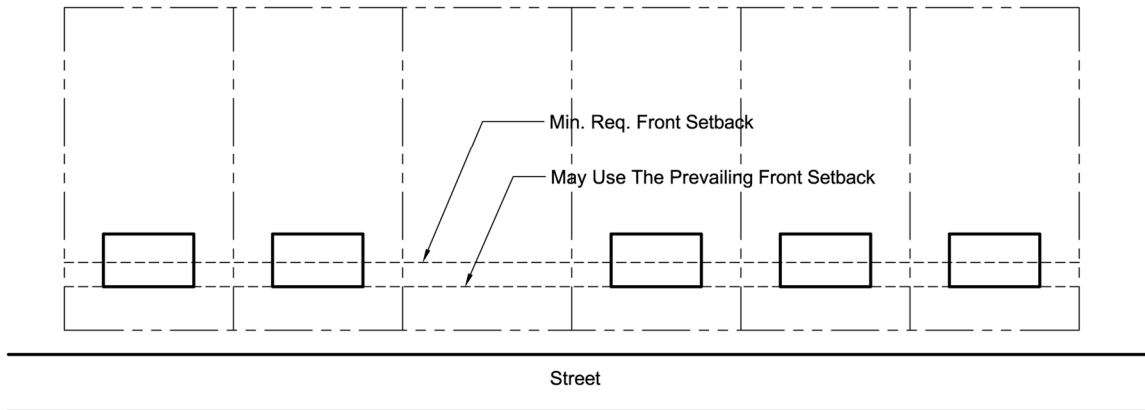 Min. Req. Front Setback
May Use The Prevailing Front Setback
Street